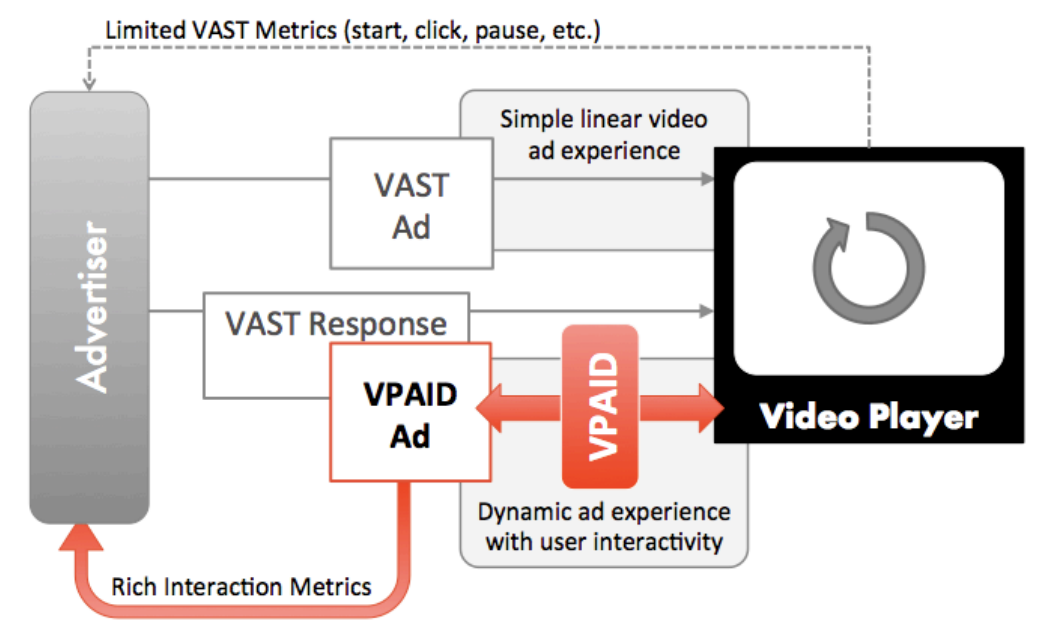 Limited VAST Metrics (start, click, pause, etc.)
Simple linear video
ad experience
VAST
Ad
Advertiser
VAST Response
VPAID
Ad
VPAID
Video Player
Dynamic ad experience
with user interactivity
Rich Interaction Metrics